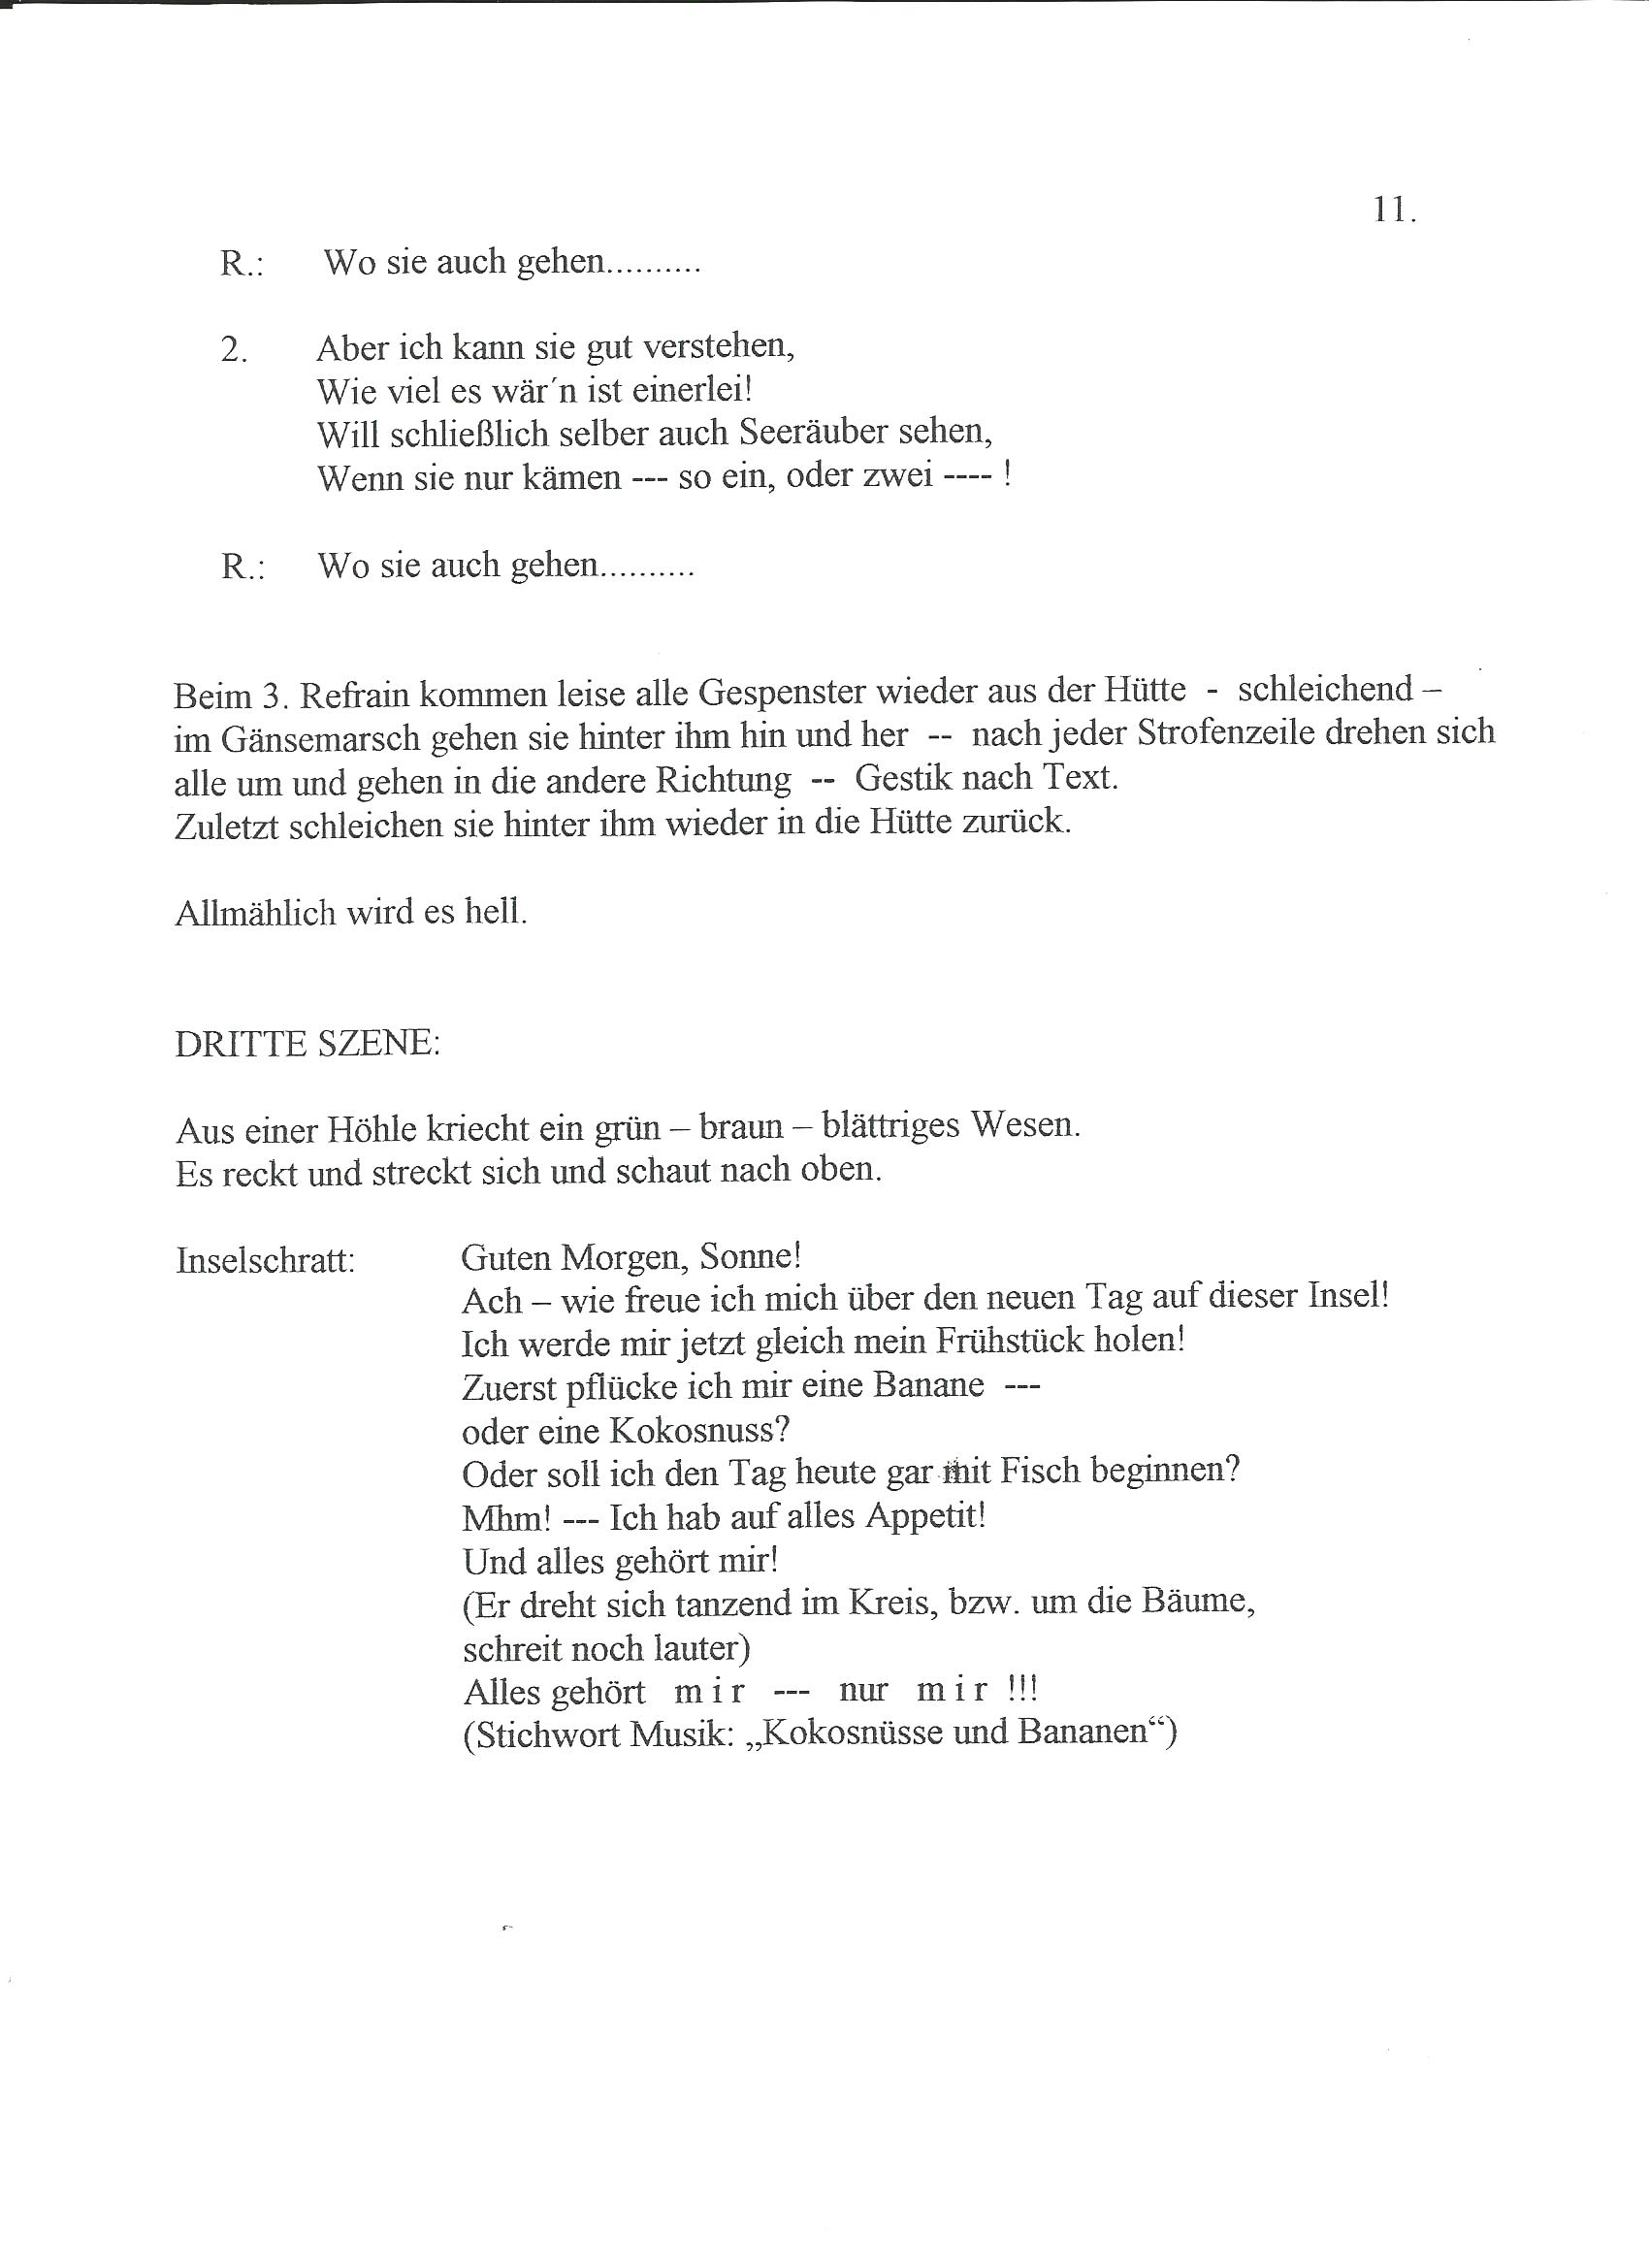 11.
R.: Wo sie auch gehen..........
2. Aber ich kann sie gut verstehen,
Wie viel es wär´n ist einerlei!
Will schließlich selber auch Seeräuber sehen,
Wenn sie nur kämen --- so ein, oder zwei ---- !
R.: Wo sie auch gehen..........
Beim 3. Refrain kommen leise alle Gespenster wieder aus der Hütte - schleichend –
im Gänsemarsch gehen sie hinter ihm hin und her -- nach jeder Strofenzeile drehen sich
alle um und gehen in die andere Richtung -- Gestik nach Text.
Zuletzt schleichen sie hinter ihm wieder in die Hütte zurück.
Allmählich wird es hell.
DRITTE SZENE:
Aus einer Höhle kriecht ein grün – braun – blättriges Wesen.
Es reckt und streckt sich und schaut nach oben.
Inselschratt: Guten Morgen, Sonne!
Ach – wie freue ich mich über den neuen Tag auf dieser Insel!
Ich werde mir jetzt gleich mein Frühstück holen!
Zuerst pflücke ich mir eine Banane ---
oder eine Kokosnuss?
Oder soll ich den Tag heute gar mit Fisch beginnen?
Mhm! --- Ich hab auf alles Appetit!
Und alles gehört mir!
(Er dreht sich tanzend im Kreis, bzw. um die Bäume,
schreit noch lauter)
Alles gehört m i r --- nur m i r !!!
(Stichwort Musik: „Kokosnüsse und Bananen“)